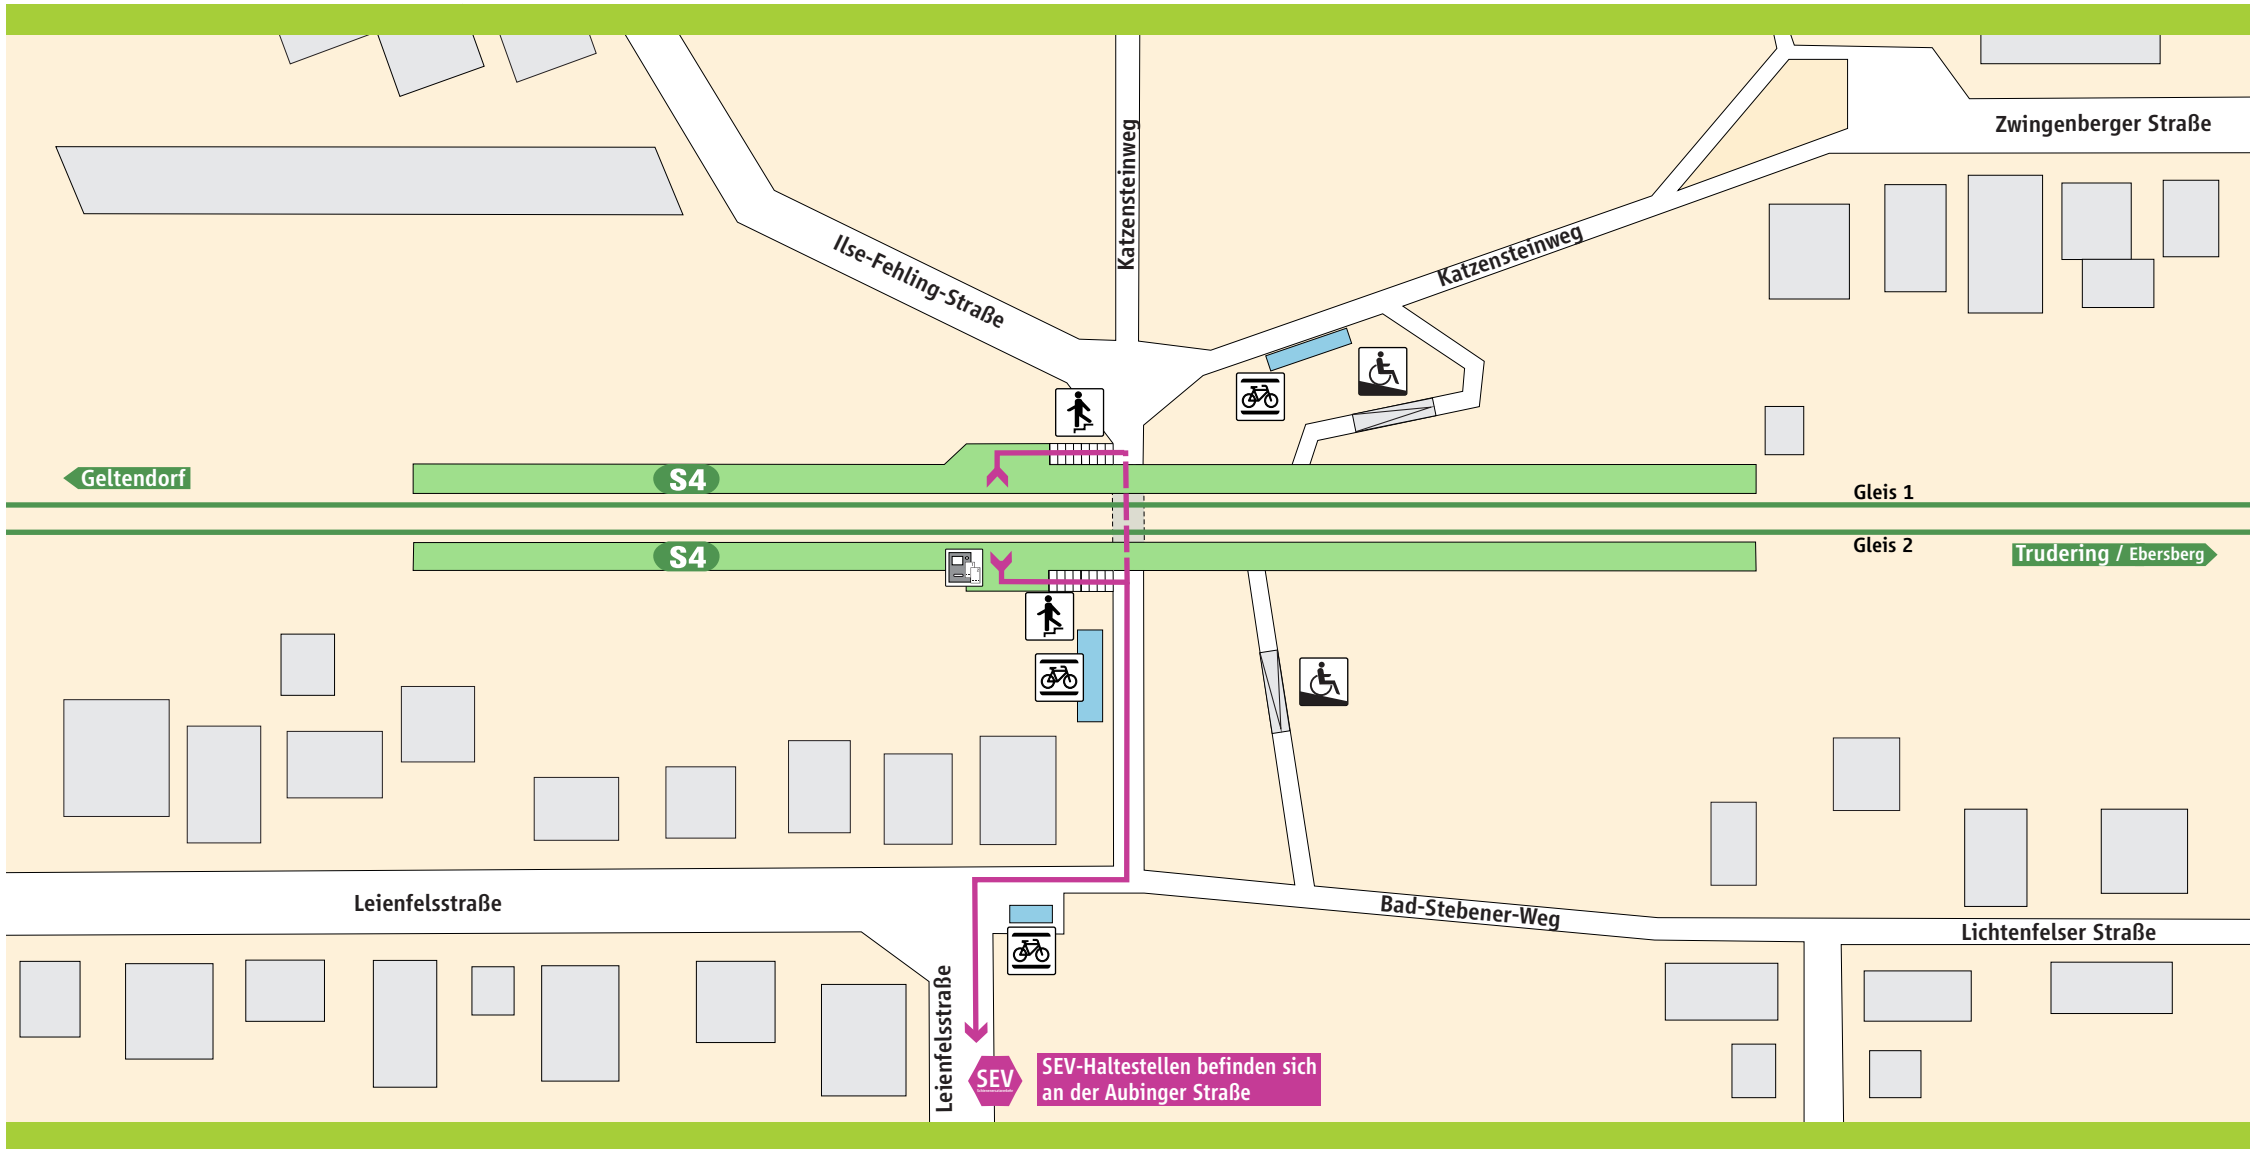 Zwingenberger Straße
Katzensteinweg
Ilse-Fehling-Straße
Katzensteinweg
Geltendorf
S4
Gleis 1
S4
Gleis 2
Trudering / Ebersberg
Leienfelsstraße
Bad-Stebener-Weg
Lichtenfelser Straße
Leienfelsstraße
SEV
SEV-Haltestellen befinden sich
an der Aubinger Straße